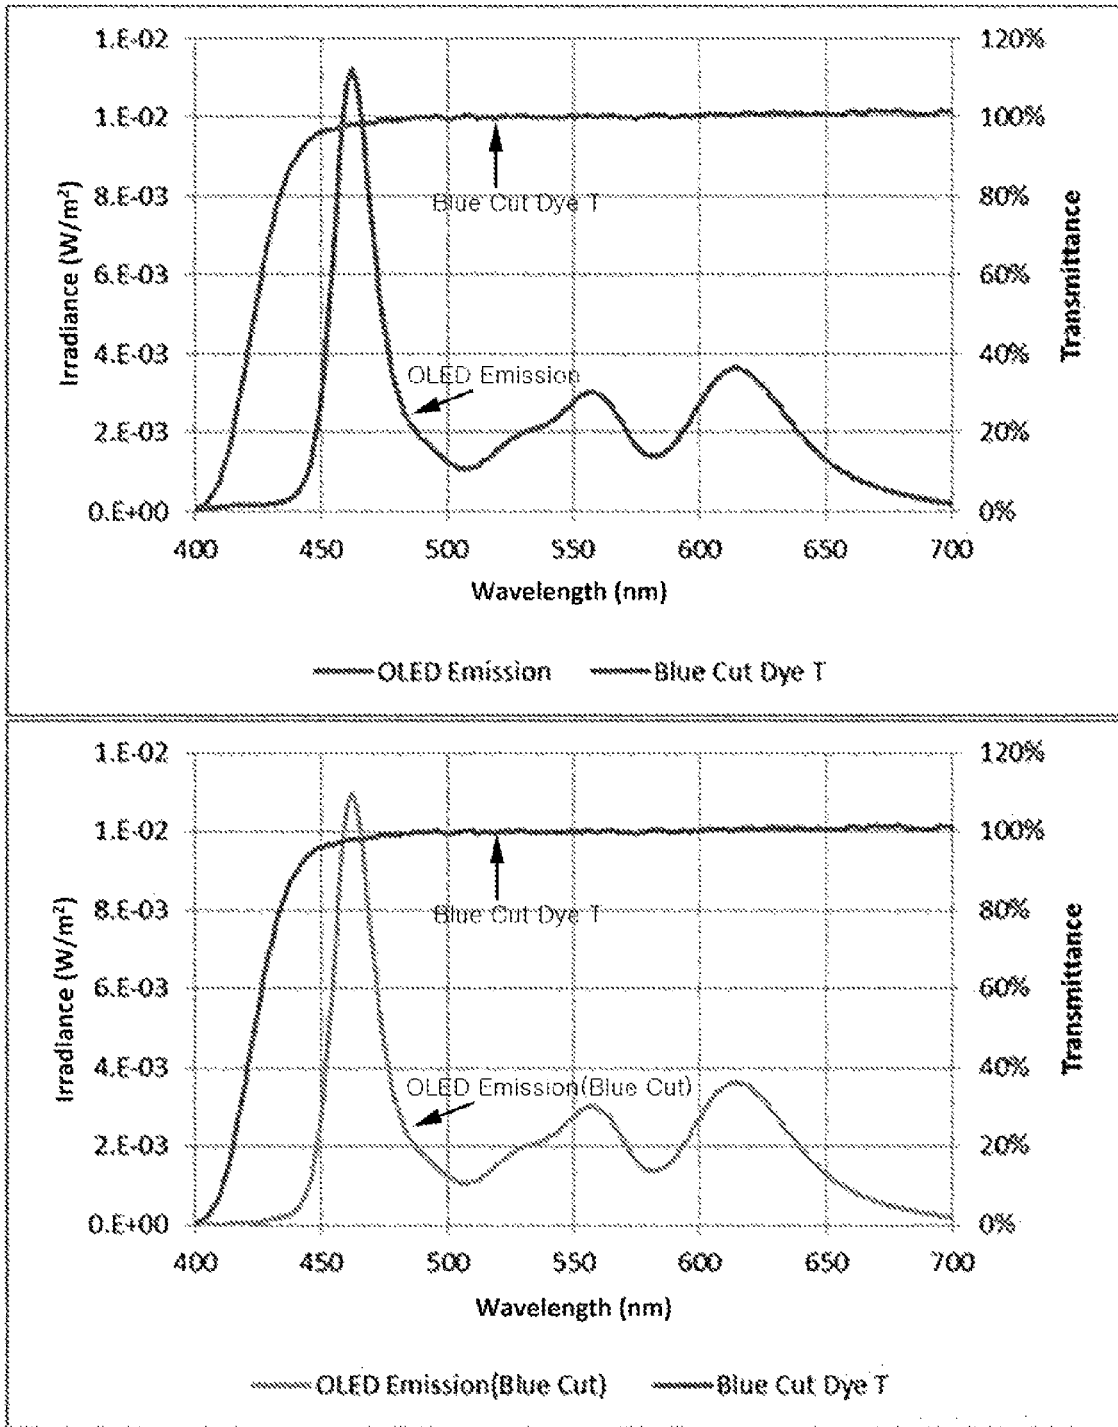 1.E-02 120%
1.E-02 100%
Blue Cut Dye T
8.E-03 80%
6.E-03 60%
4.E-03 40%
OLED Emission
2.E-03 20%
0.E+00 0%
Irradiance (W/m²)
Transmittance
400 450 500 550 600 650 700
Wavelength (nm)
OLED Emission Blue Cut Dye T
1.E-02 120%
1.E-02 100%
Blue Cut Dye T
8.E-03 80%
6.E-03 60%
4.E-03 40%
OLED Emission(Blue Cut)
2.E-03 20%
0.E+00 0%
Irradiance (W/m²)
Transmittance
400 450 500 550 600 650 700
Wavelength (nm)
OLED Emission(Blue Cut) Blue Cut Dye T